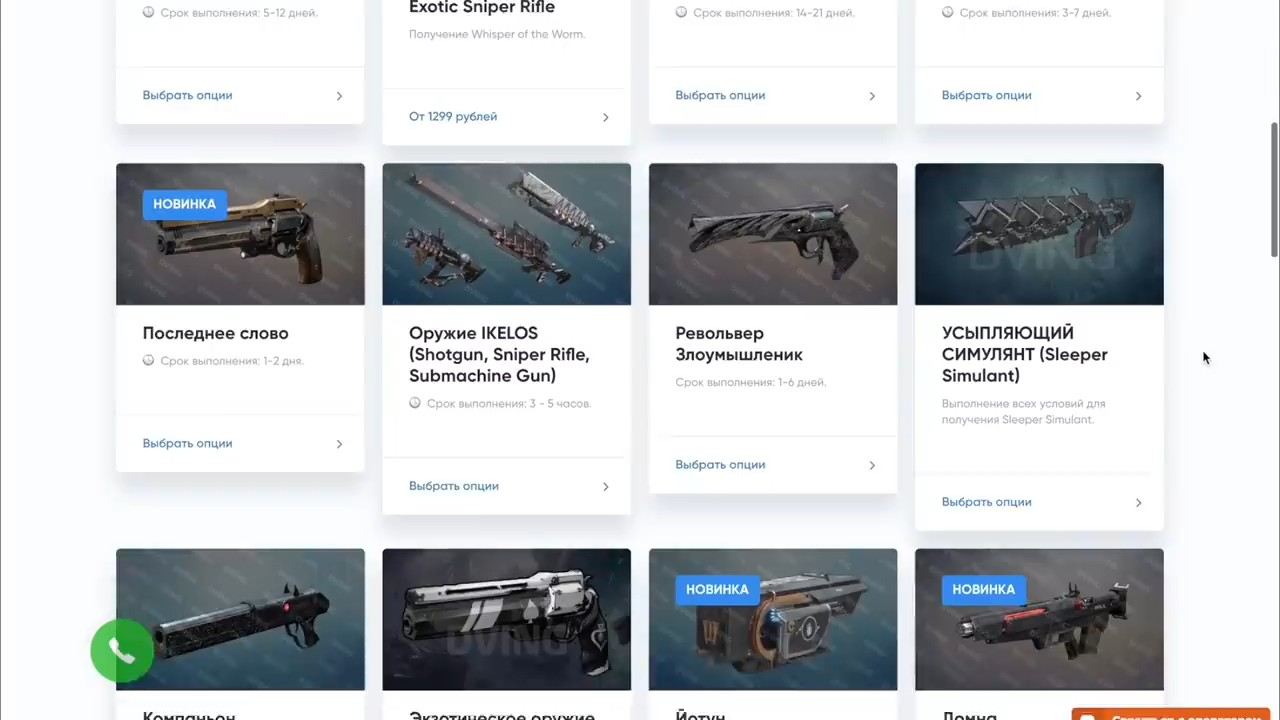 Срок выполнения: 5-12 дней.
Exotic Sniper Rifle
Получение Whisper of the Worm.
Срок выполнения: 14-21 дней.
Срок выполнения: 3-7 дней.
Выбрать опции
От 1299 рублей
Выбрать опции
Выбрать опции
НОВИНКА
Последнее слово
Срок выполнения: 1-2 дня.
Выбрать опции
Оружие IKELOS
(Shotgun, Sniper Rifle,
Submachine Gun)
Срок выполнения: 3 - 5 часов.
Выбрать опции
Револьвер
Злоумышленик
Срок выполнения: 1-6 дней.
Выбрать опции
DVING
УСЫПЛЯЮЩИЙ
СИМУЛЯНТ (Sleeper
Simulant)
Выполнение всех условий для
получения Sleeper Simulant.
Выбрать опции
Компаньон
DVING
Экзотическое оружие
НОВИНКА
Йотун
НОВИНКА
Ломна